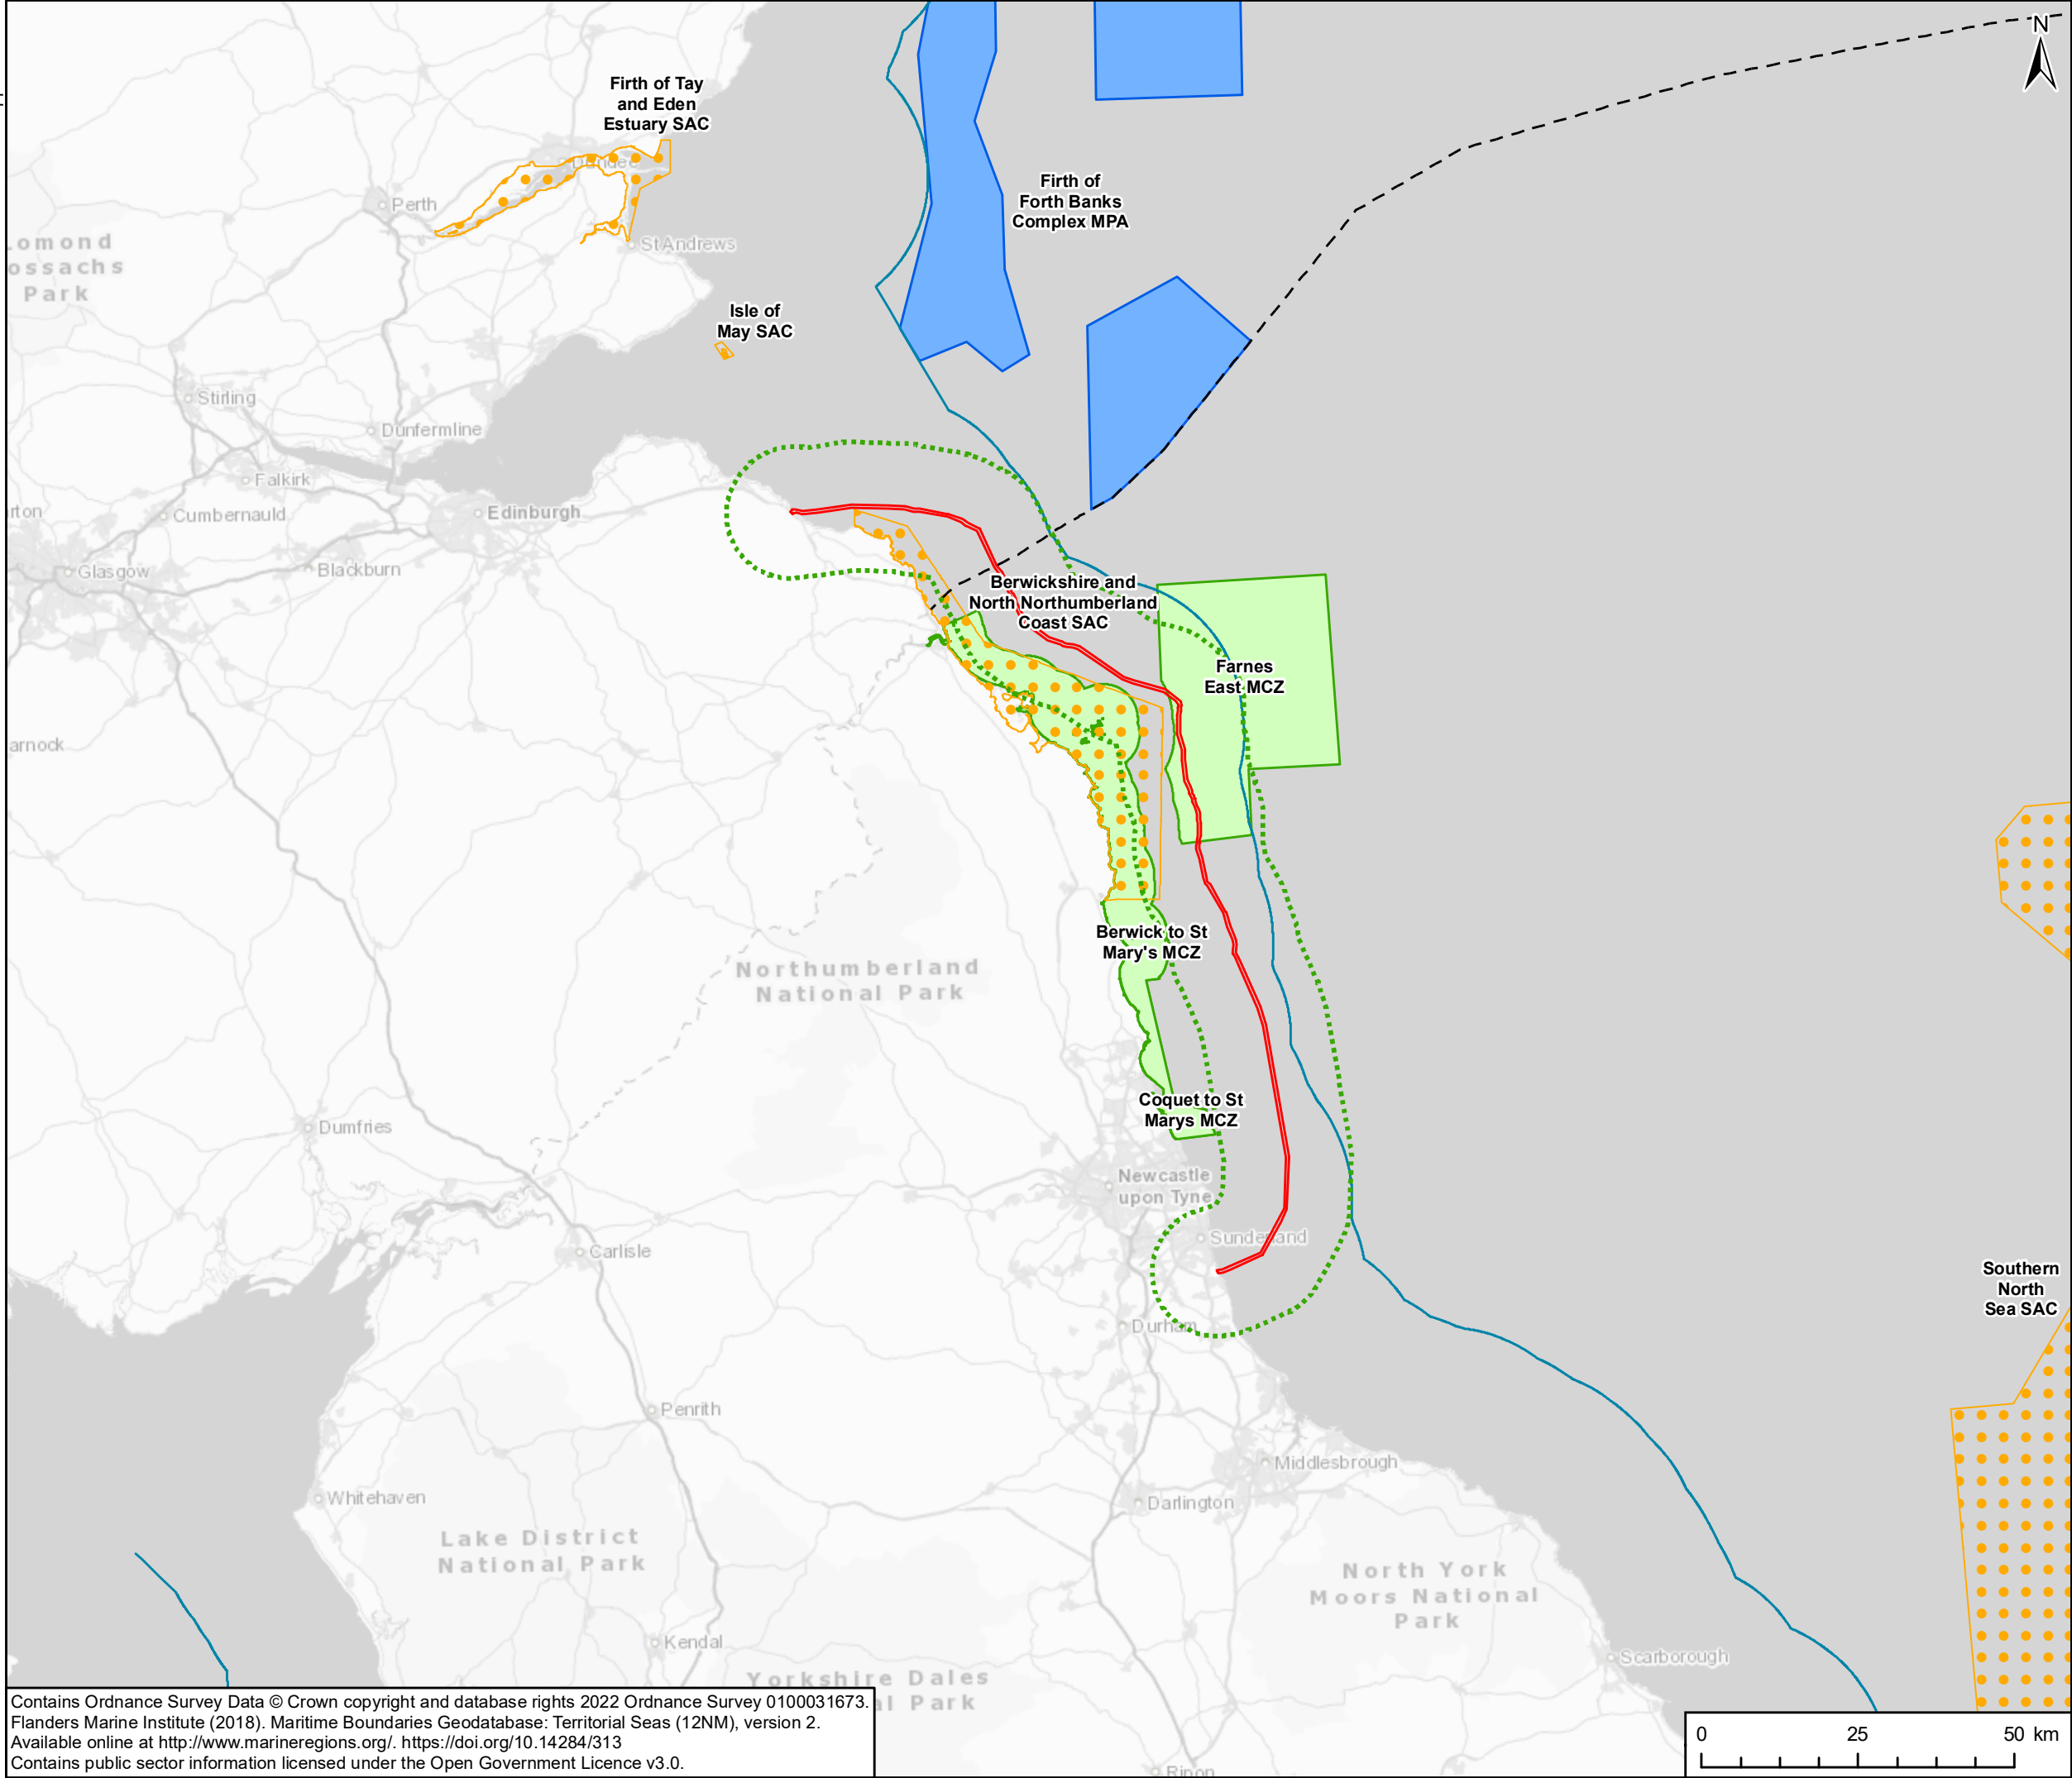 N
Firth of Tay
and Eden
Estuary SAC
Dundee
Perth
Firth of
Forth Banks
Complex MPA
StAndrews
Lomond
ossachs
Park
Isle of
May SAC
Stirling
Dunfermline
Falkirk
rton
Cumbernauld
Edinburgh
Glasgow
Blackburn
Berwickshire and
North Northumberland
Coast SAC
Farnes
East MCZ
arnock
Berwick to St
Mary's MCZ
Northumberland
National Park
Coquet to St
Marys MCZ
Dumfries
Newcastle
upon Tyne
Sunderland
Carlisle
Southern
North
Sea SAC
Durham
Penrith
Middlesbrough
Whitehaven
Darlington
Lake District
National Park
North York
Moors National
Park
Kendal
Scarborough
Yorkshire Dales
al Park
Contains Ordnance Survey Data © Crown copyright and database rights 2022 Ordnance Survey 0100031673.
Flanders Marine Institute (2018). Maritime Boundaries Geodatabase: Territorial Seas (12NM), version 2.
Available online at http://www.marineregions.org/. https://doi.org/10.14284/313
Contains public sector information licensed under the Open Government Licence v3.0.
0 25 50 km
Ripon